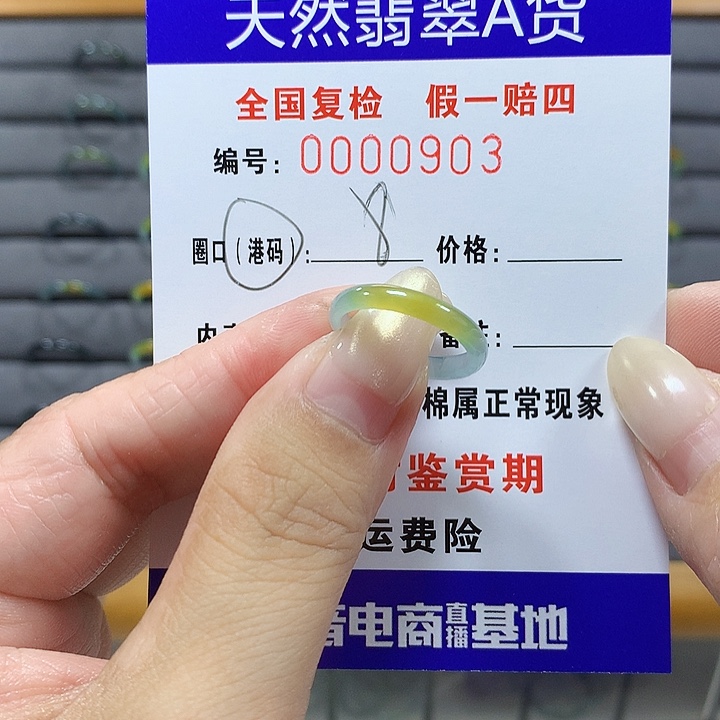 天然翡翠A货
全国复检 假一赔四
编号: 0000903
圈口(港码): 8 价格:
内
棉属正常现象
鉴赏期
运费险
电商直播基地